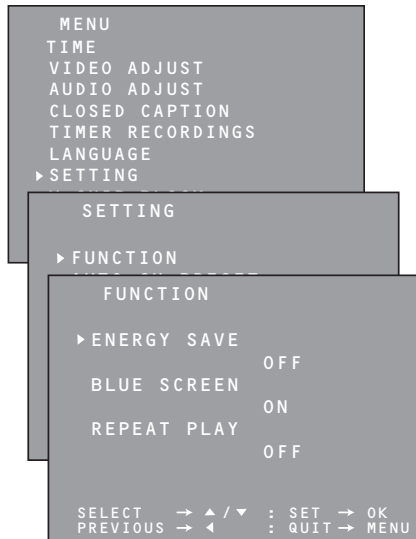 MENU
TIME
VIDEO ADJUST
AUDIO ADJUST
CLOSED CAPTION
TIMER RECORDINGS
LANGUAGE
▶SETTING
SETTING
▶FUNCTION
FUNCTION
▶ENERGY SAVE
OFF
BLUE SCREEN
ON
REPEAT PLAY
OFF
SELECT → ▲/▼ : SET → OK
PREVIOUS → ◀ : QUIT → MENU